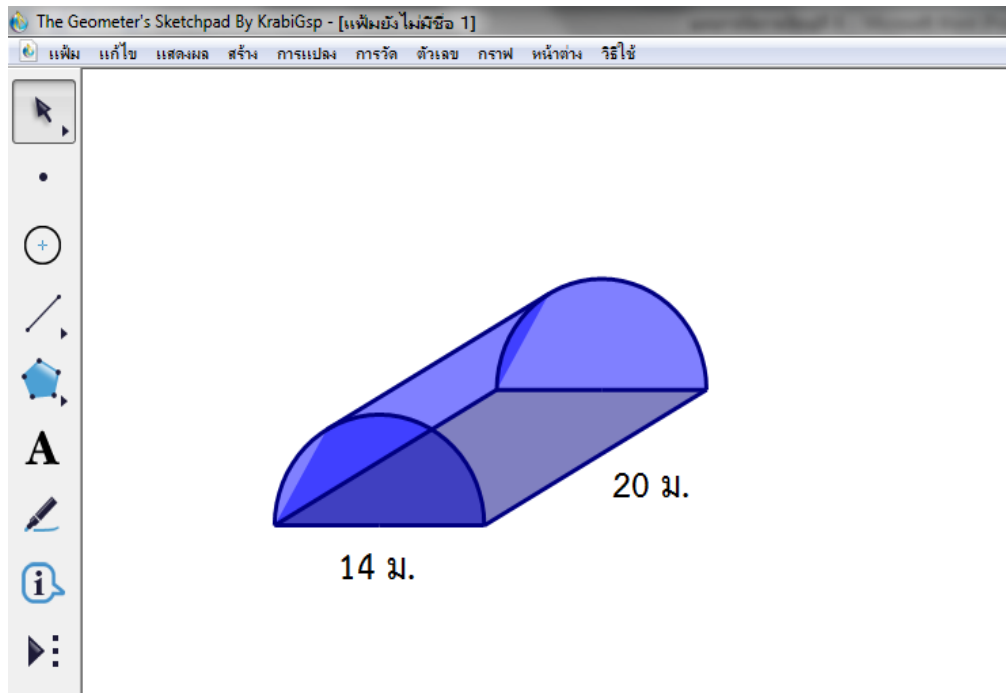 The Geometer's Sketchpad By KrabiGsp - [แฟ้มยังไม่มีชื่อ 1]
แฟ้ม แก้ไข แสดงผล สร้าง การแปลง การวัด ตัวเลข กราฟ หน้าต่าง วิธีใช้
A
20 ม.
14 ม.